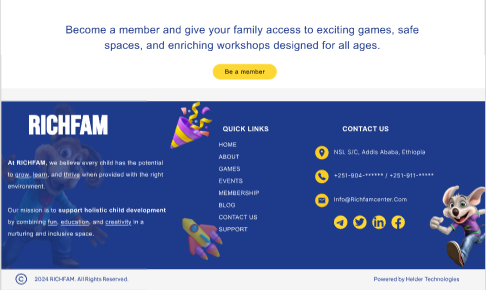 Become a member and give your family access to exciting games, safe
spaces, and enriching workshops designed for all ages.
Be a member
RICHFAM
At RICHFAM, we believe every child has the potential
to grow, learn, and thrive when provided with the right
environment.
Our mission is to support holistic child development
by combining fun, education, and creativity in a
nurturing and inclusive space.
QUICK LINKS
HOME
ABOUT
GAMES
EVENTS
MEMBERSHIP
BLOG
CONTACT US
SUPPORT
CONTACT US
NSL S/C, Addis Ababa, Ethiopia
+251-904-****** / +251-911-*****
Info@Richfamcenter.Com
© 2024 RICHFAM. All Rights Reserved.
Powered by Helder Technologies